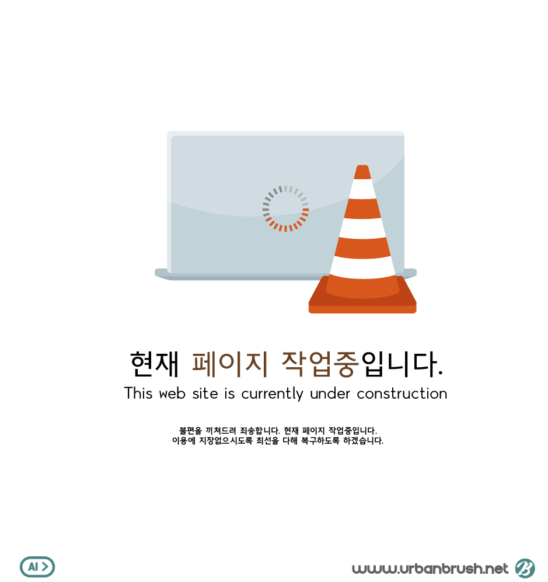 현재 페이지 작업중입니다.
This web site is currently under construction
불편을 끼쳐드려 죄송합니다. 현재 페이지 작업중입니다.
이용에 지장없으시도록 최선을 다해 복구하도록 하겠습니다.
AI >
www.urbanbrush.net B